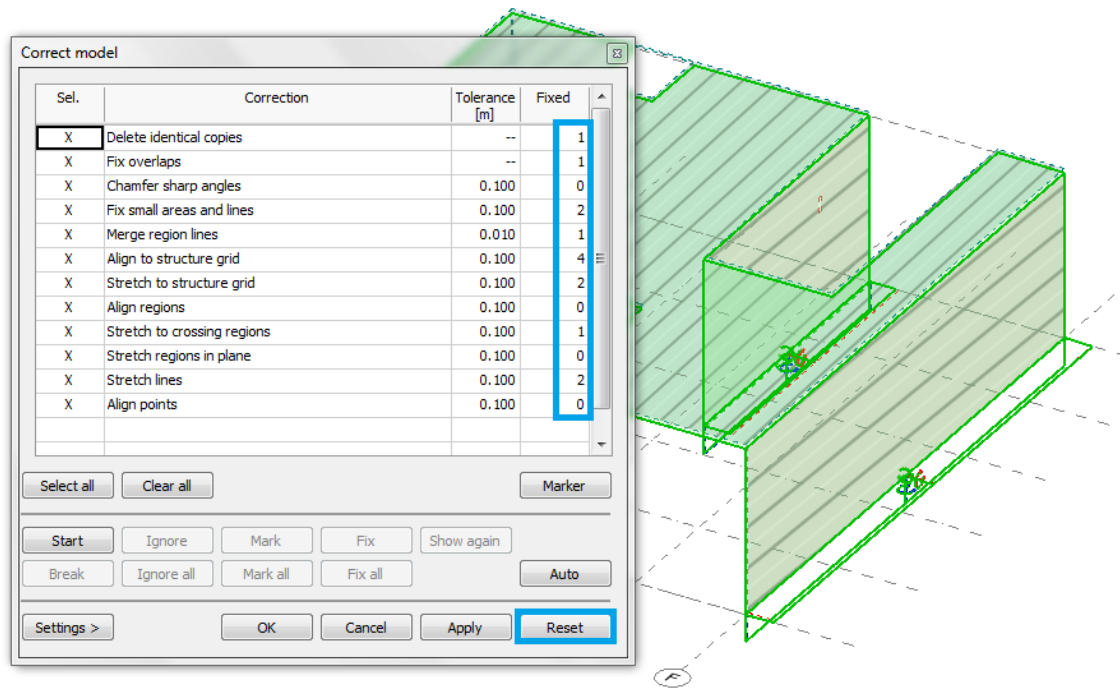 Correct model
Sel. Correction Tolerance [m] Fixed
X Delete identical copies -- 1
X Fix overlaps -- 1
X Chamfer sharp angles 0.100 0
X Fix small areas and lines 0.100 2
X Merge region lines 0.010 1
X Align to structure grid 0.100 4
X Stretch to structure grid 0.100 2
X Align regions 0.100 0
X Stretch to crossing regions 0.100 1
X Stretch regions in plane 0.100 0
X Stretch lines 0.100 2
X Align points 0.100 0
Select all Clear all Marker
Start Ignore Mark Fix Show again
Break Ignore all Mark all Fix all Auto
Settings > OK Cancel Apply Reset
F